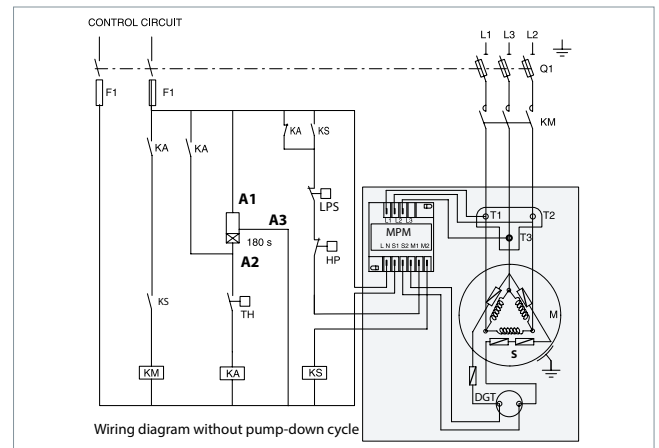 CONTROL CIRCUIT
L1 L3 L2
Q1
F1 F1
KM
KA KA KA KS
A1
LPS
A3
180 s
A2
HP
KS TH
KM KA KS
T1 T2
T3
L1 L2 L3
MPM
L N S1 S2 M1 M2
M
S
DGT
Wiring diagram without pump-down cycle